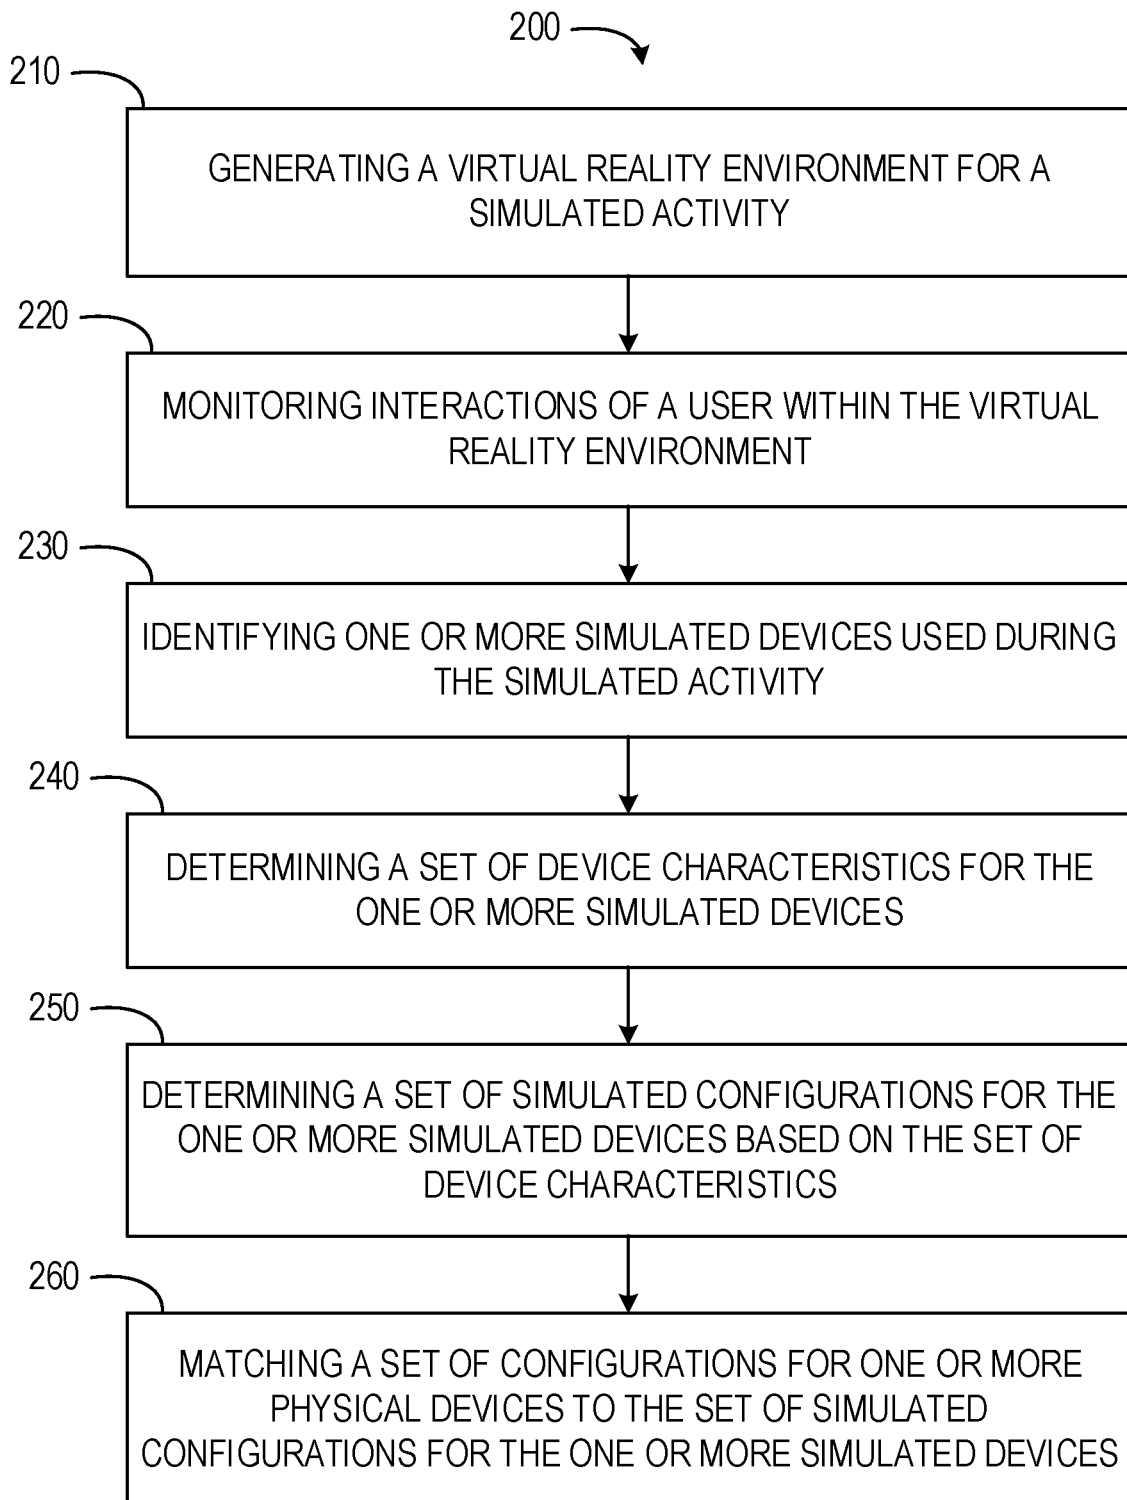 200
210
GENERATING A VIRTUAL REALITY ENVIRONMENT FOR A
SIMULATED ACTIVITY
220
MONITORING INTERACTIONS OF A USER WITHIN THE VIRTUAL
REALITY ENVIRONMENT
230
IDENTIFYING ONE OR MORE SIMULATED DEVICES USED DURING
THE SIMULATED ACTIVITY
240
DETERMINING A SET OF DEVICE CHARACTERISTICS FOR THE
ONE OR MORE SIMULATED DEVICES
250
DETERMINING A SET OF SIMULATED CONFIGURATIONS FOR THE
ONE OR MORE SIMULATED DEVICES BASED ON THE SET OF
DEVICE CHARACTERISTICS
260
MATCHING A SET OF CONFIGURATIONS FOR ONE OR MORE
PHYSICAL DEVICES TO THE SET OF SIMULATED
CONFIGURATIONS FOR THE ONE OR MORE SIMULATED DEVICES